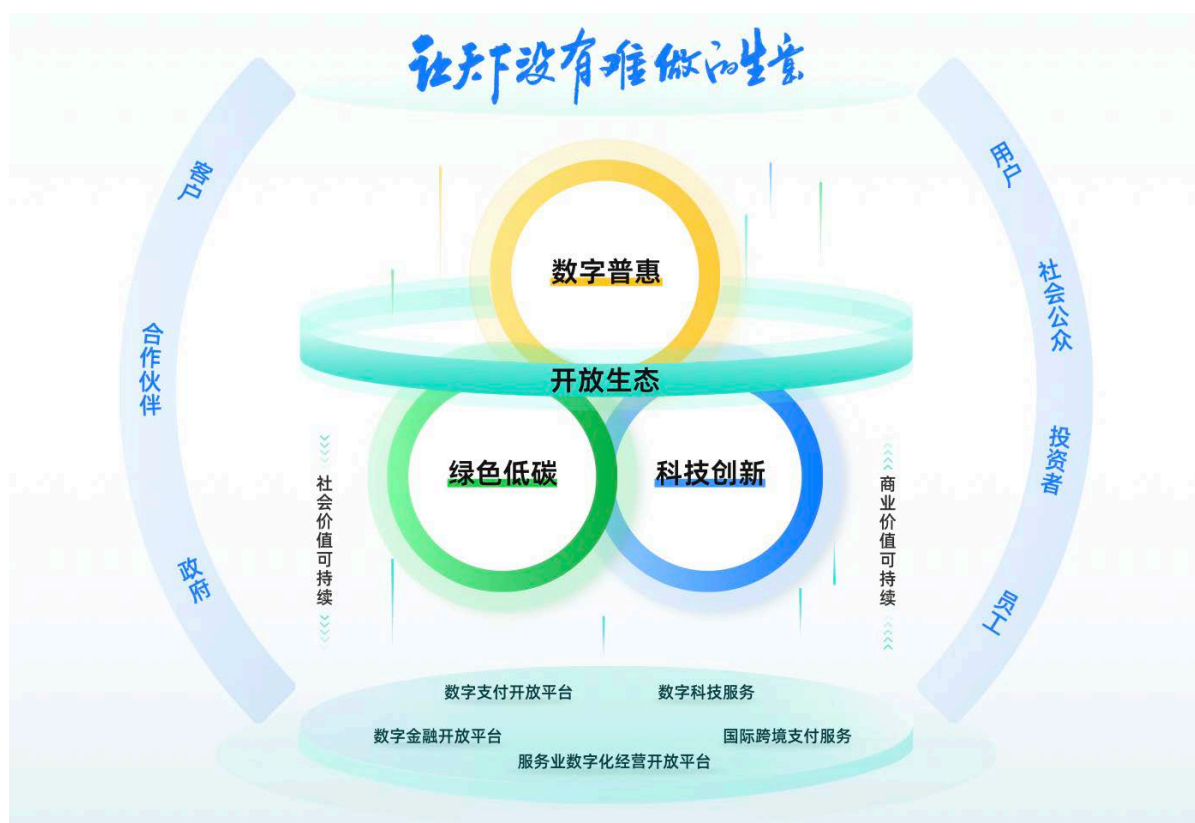 让天下没有难做的生意
客户
合作伙伴
政府
用户
社会公众
投资者
员工
数字普惠
开放生态
绿色低碳
科技创新
社会价值可持续
商业价值可持续
数字支付开放平台
数字科技服务
数字金融开放平台
国际跨境支付服务
服务业数字化经营开放平台